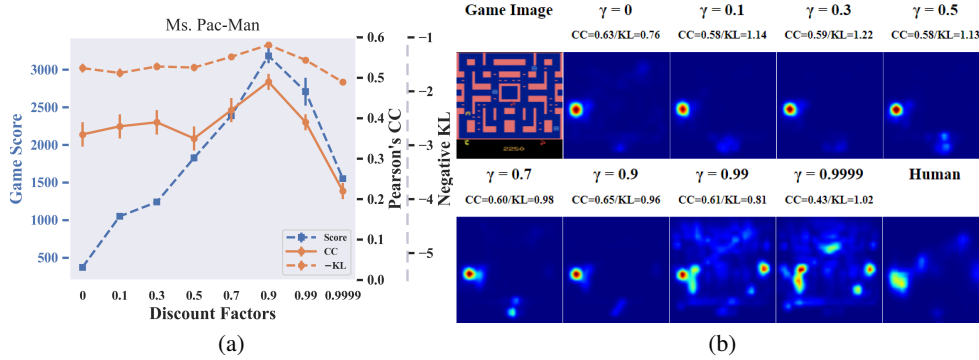 Ms. Pac-Man
Game Score
3000
2500
2000
1500
1000
500
0
0.1
0.3
0.5
0.7
0.9
0.99
0.9999
Discount Factors
0.6
0.5
0.4
0.3
0.2
0.1
0.0
Pearson's CC
−1
−2
−3
−4
−5
Negative KL
Score
CC
−KL
(a)
Game Image γ = 0 γ = 0.1 γ = 0.3 γ = 0.5
CC=0.63/KL=0.76 CC=0.58/KL=1.14 CC=0.59/KL=1.22 CC=0.58/KL=1.13
2250
γ = 0.7 γ = 0.9 γ = 0.99 γ = 0.9999 Human
CC=0.60/KL=0.98 CC=0.65/KL=0.96 CC=0.61/KL=0.81 CC=0.43/KL=1.02
(b)